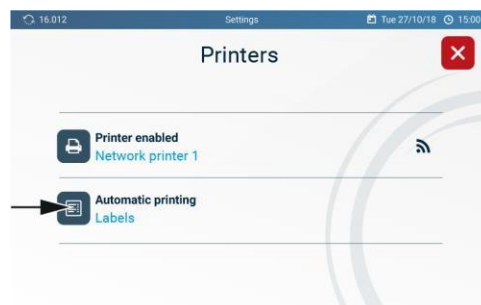 16.012 Settings Tue 27/10/18 15:00
Printers
Printer enabled
Network printer 1
Automatic printing
Labels